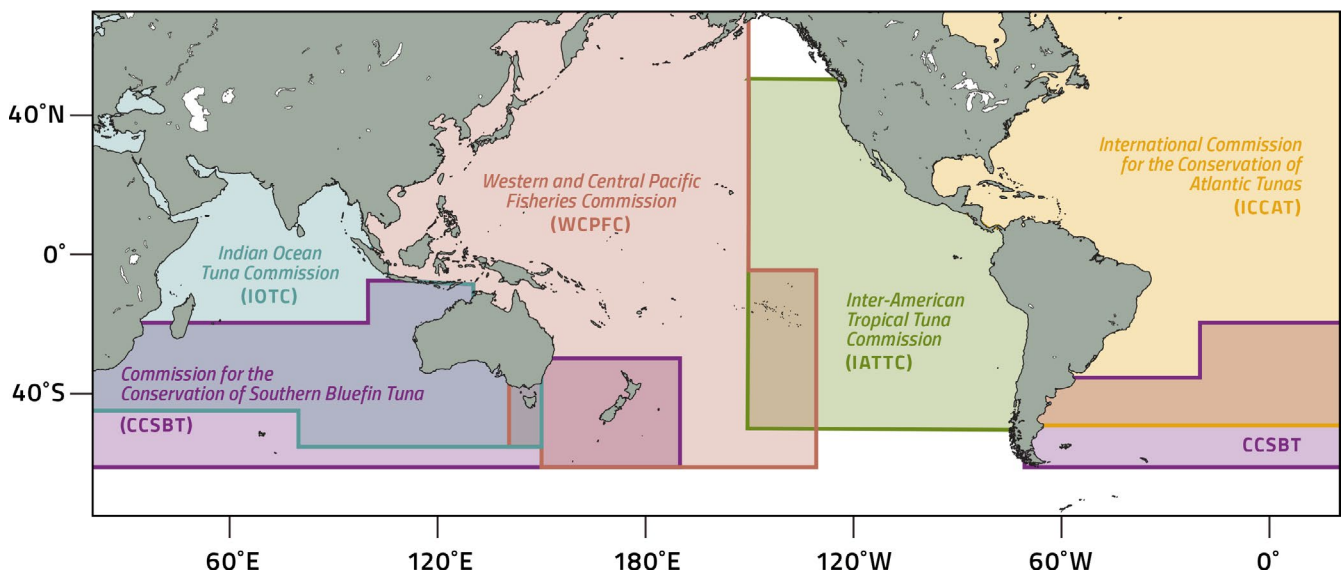 40°N
0°
40°S
Western and Central Pacific
Fisheries Commission
(WCPFC)
International Commission
for the Conservation of
Atlantic Tunas
(ICCAT)
Indian Ocean
Tuna Commission
(IOTC)
Inter-American
Tropical Tuna
Commission
(IATTC)
Commission for the
Conservation of Southern Bluefin Tuna
(CCSBT)
CCSBT
60°E
120°E
180°E
120°W
60°W
0°